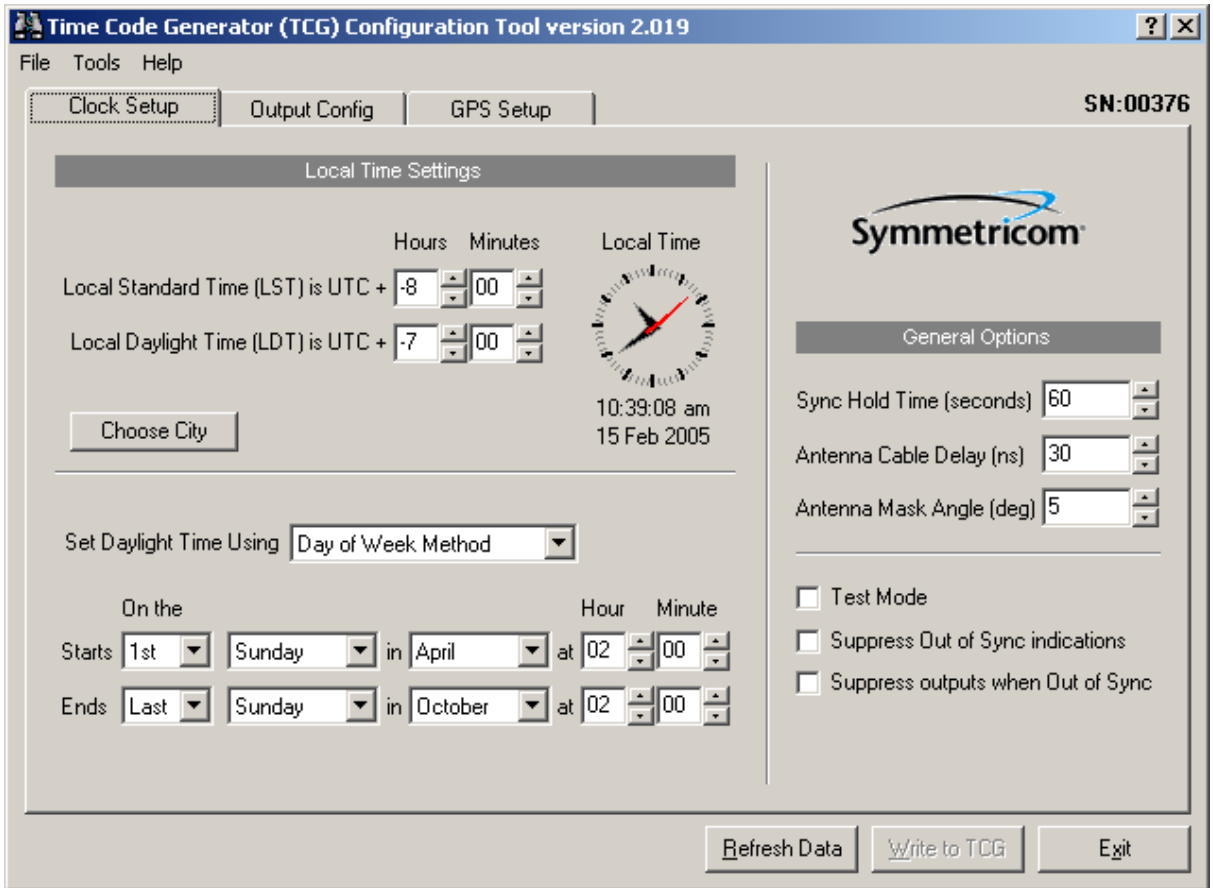 Time Code Generator (TCG) Configuration Tool version 2.019
File Tools Help
Clock Setup Output Config GPS Setup SN:00376
Local Time Settings
Hours Minutes Local Time
Local Standard Time (LST) is UTC + -8 00
Local Daylight Time (LDT) is UTC + -7 00
10:39:08 am
15 Feb 2005
Choose City
Set Daylight Time Using Day of Week Method
On the Hour Minute
Starts 1st Sunday in April at 02 00
Ends Last Sunday in October at 02 00
Symmetricom
General Options
Sync Hold Time (seconds) 60
Antenna Cable Delay (ns) 30
Antenna Mask Angle (deg) 5
Test Mode
Suppress Out of Sync indications
Suppress outputs when Out of Sync
Refresh Data Write to TCG Exit